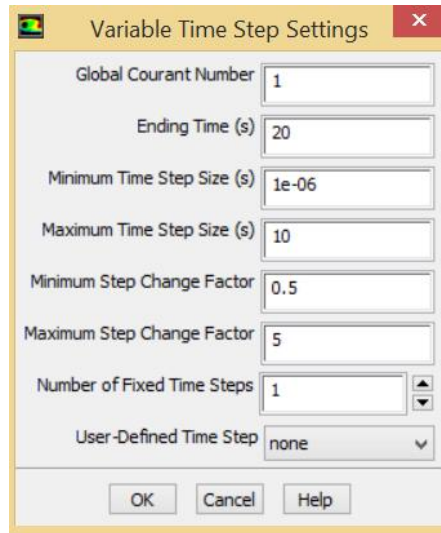 Variable Time Step Settings
Global Courant Number 1
Ending Time (s) 20
Minimum Time Step Size (s) 1e-06
Maximum Time Step Size (s) 10
Minimum Step Change Factor 0.5
Maximum Step Change Factor 5
Number of Fixed Time Steps 1
User-Defined Time Step none
OK Cancel Help